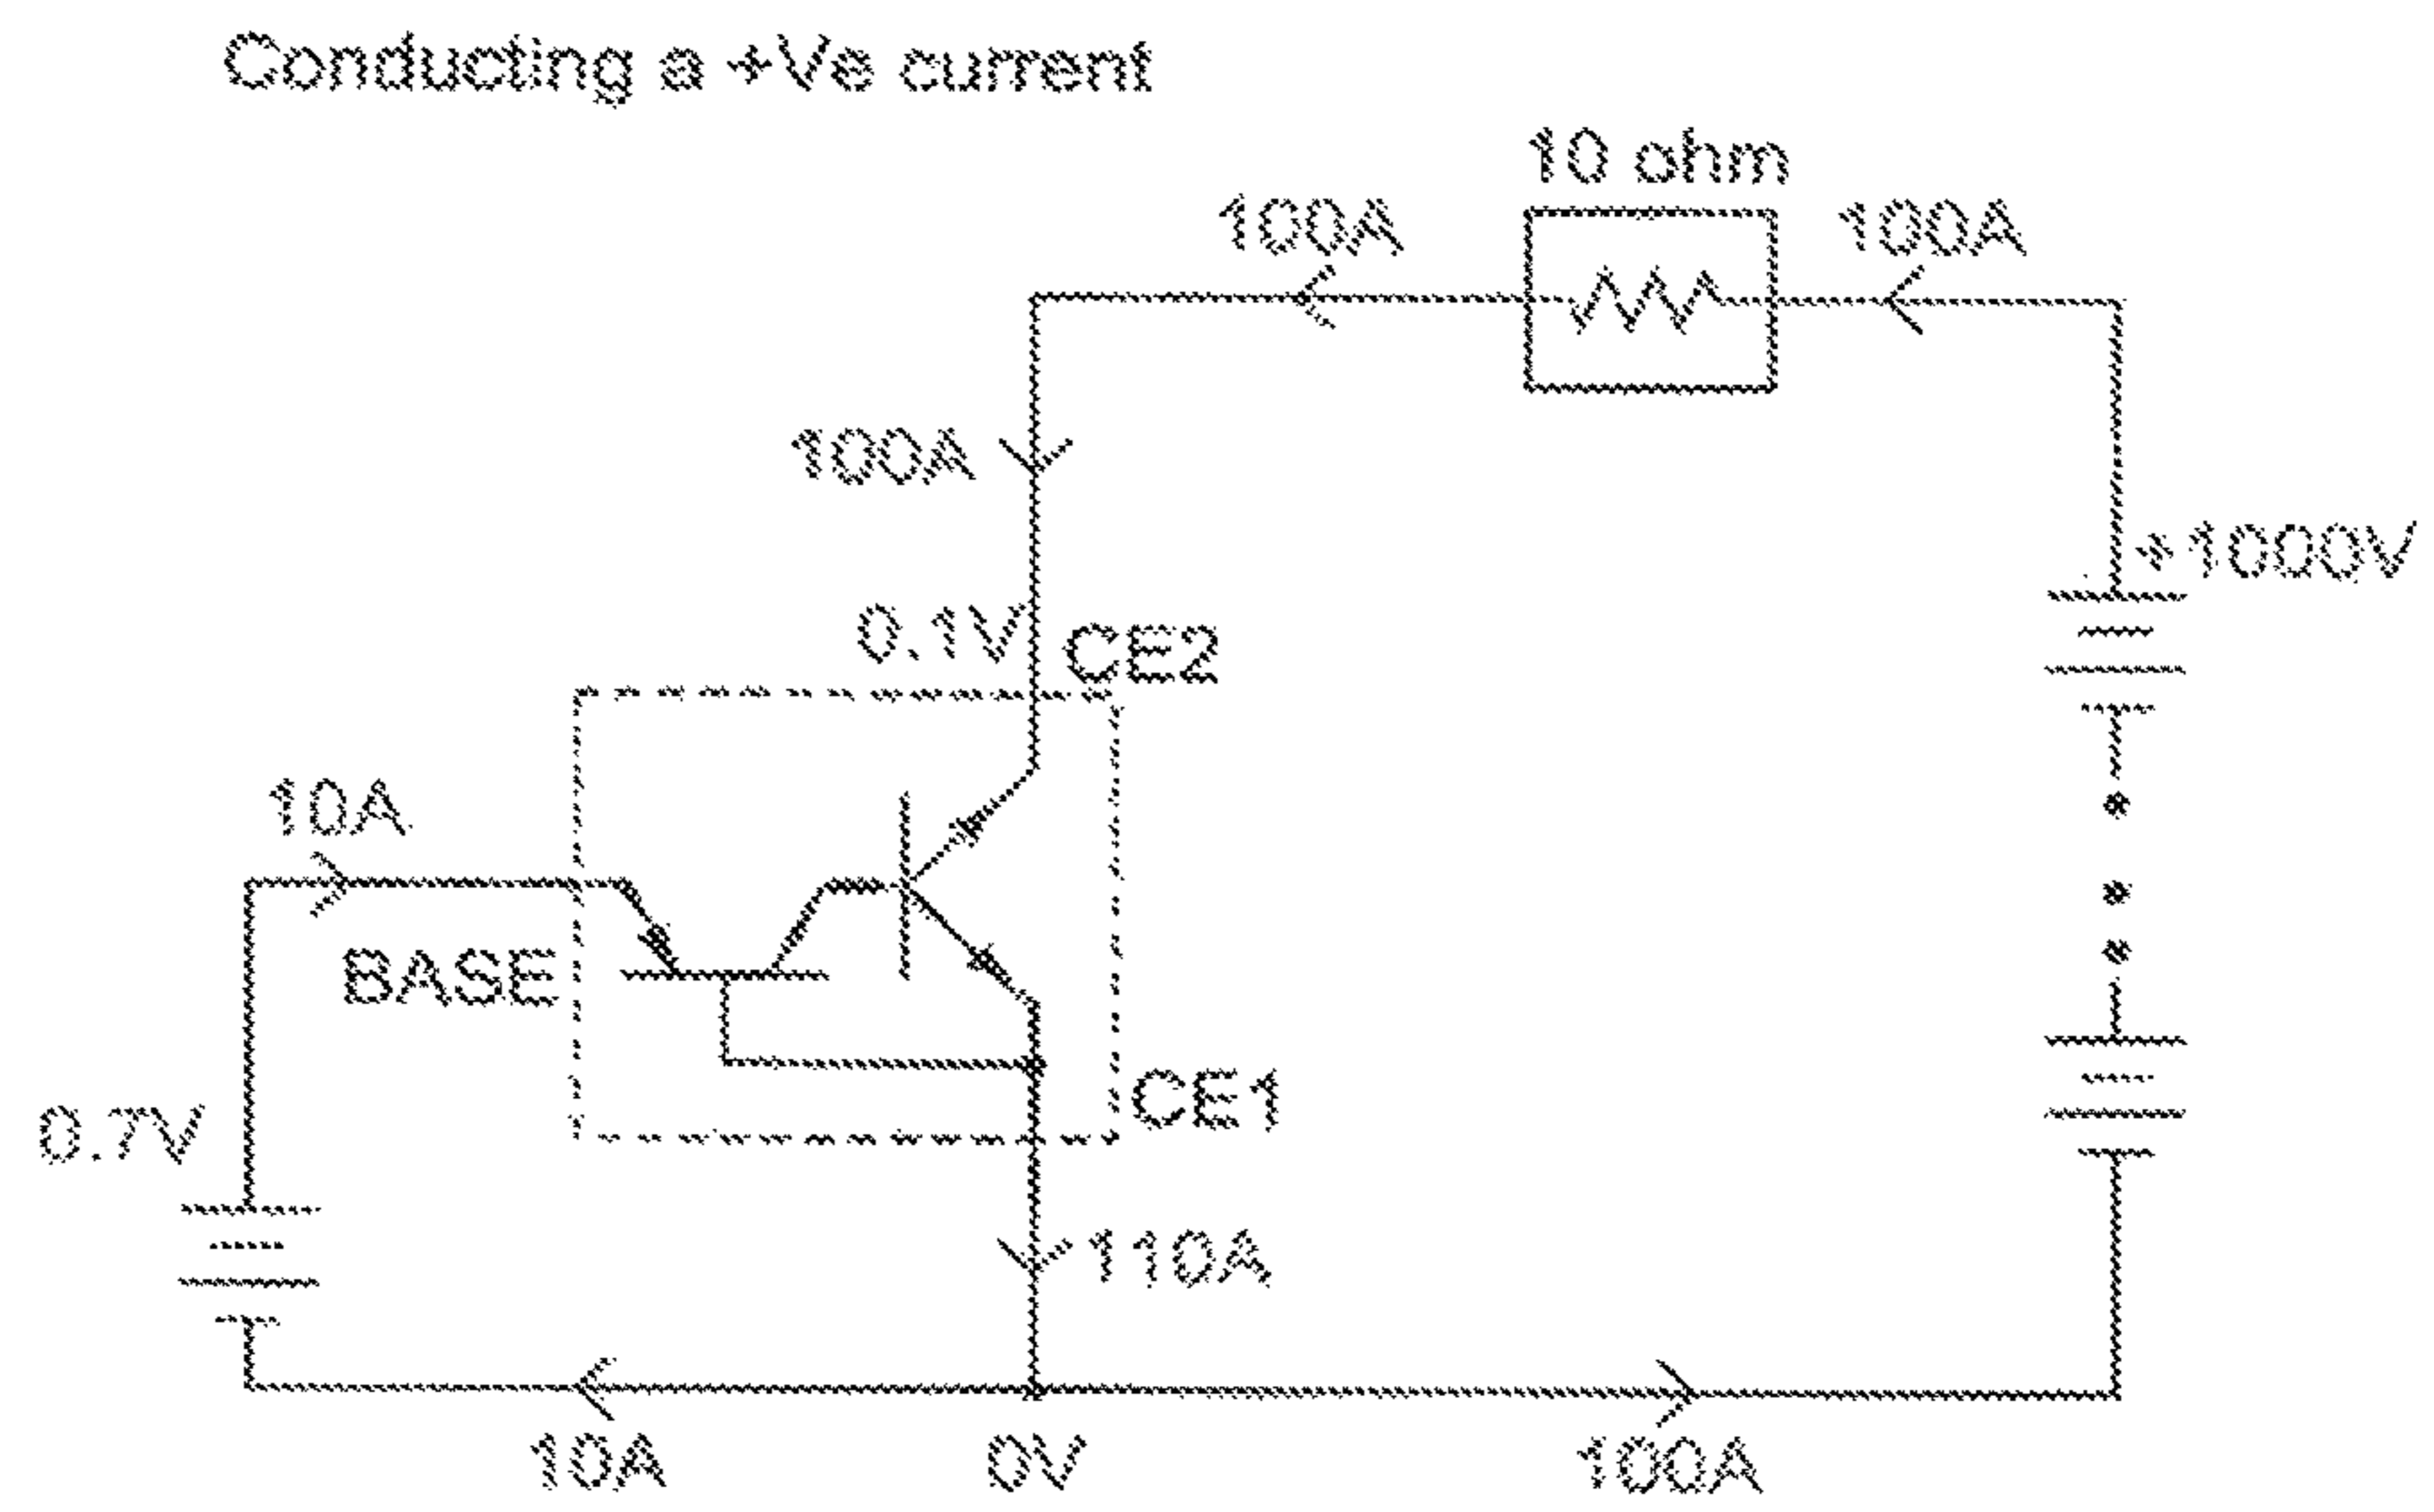 Conducting a +Ve current
10 ohm
100A
100A
100A
+1000V
0.1V
CE2
10A
BASE
CE1
0.7V
110A
10A
0V
100A